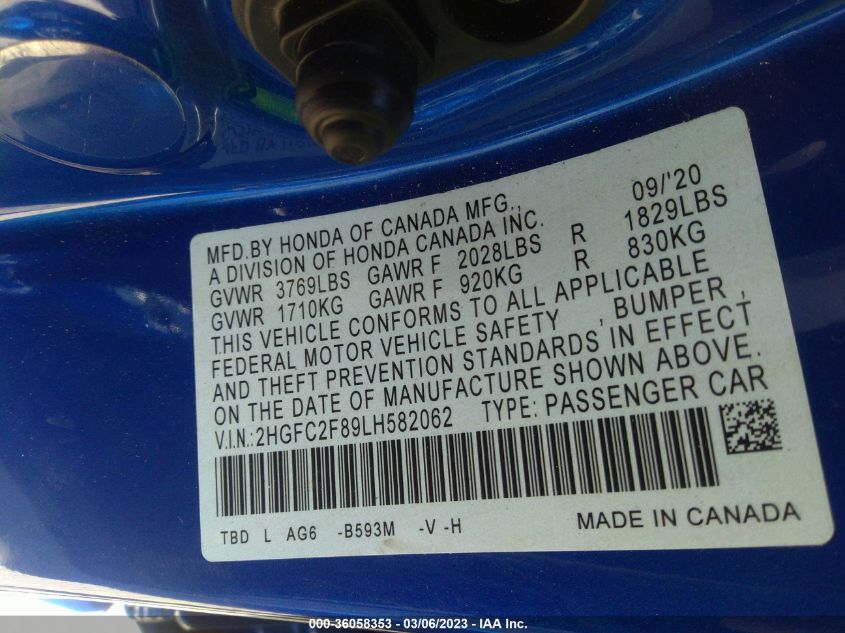 09/'20
MFD.BY HONDA OF CANADA MFG.,
A DIVISION OF HONDA CANADA INC.
GVWR 3769LBS GAWR F 2028LBS R 1829LBS
GVWR 1710KG GAWR F 920KG R 830KG
THIS VEHICLE CONFORMS TO ALL APPLICABLE
FEDERAL MOTOR VEHICLE SAFETY , BUMPER ,
AND THEFT PREVENTION STANDARDS IN EFFECT
ON THE DATE OF MANUFACTURE SHOWN ABOVE.
V.I.N.:2HGFC2F89LH582062 TYPE: PASSENGER CAR
TBD L AG6 -B593M -V -H MADE IN CANADA
000-36058353 - 03/06/2023 - IAA Inc.